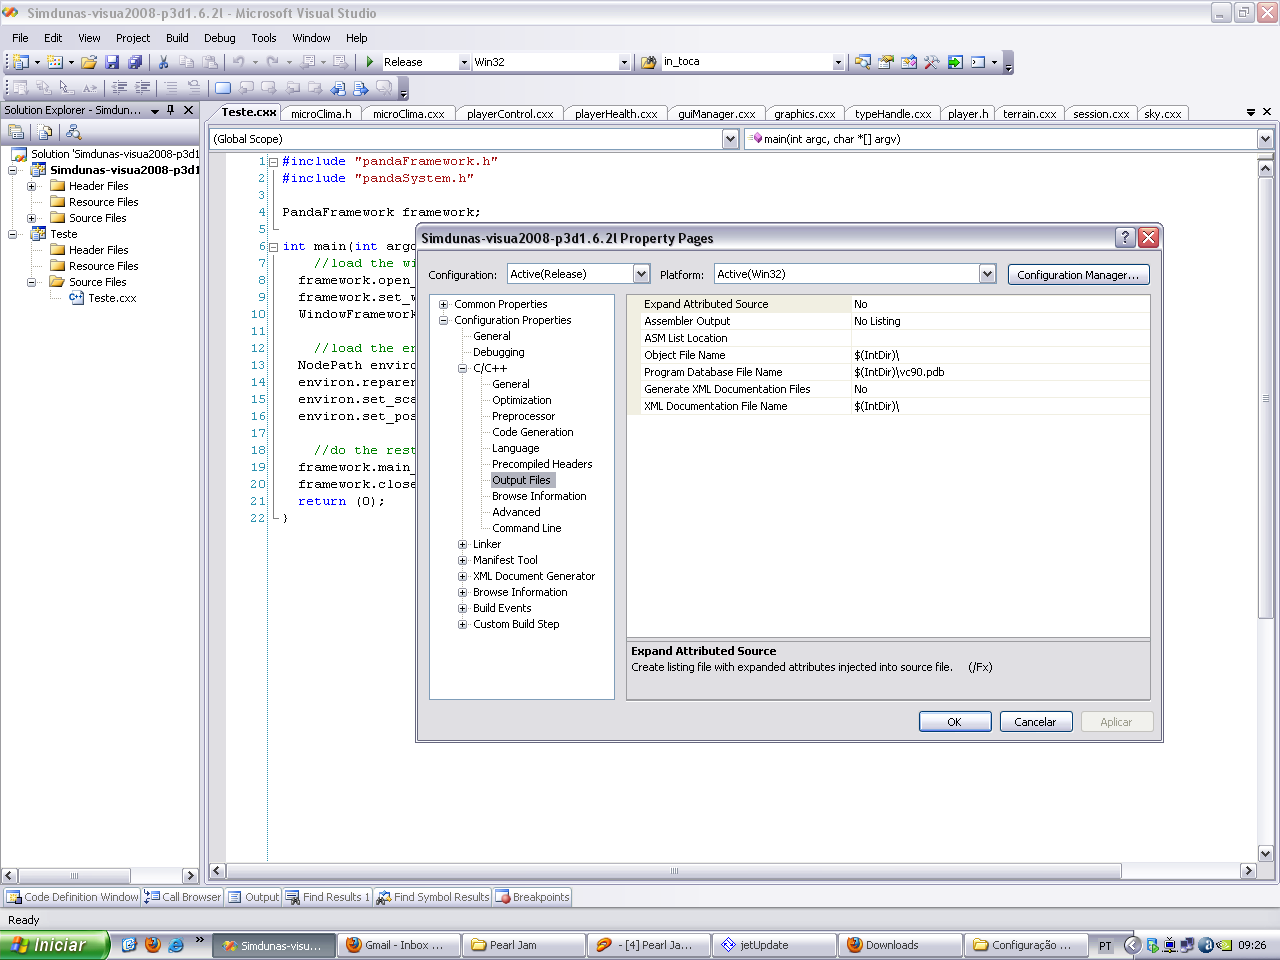 Simdunas-visua2008-p3d1.6.2l - Microsoft Visual Studio
File Edit View Project Build Debug Tools Window Help
Release Win32 in_toca
Solution Explorer - Simdun...
Teste.cxx microClima.h microClima.cxx playerControl.cxx playerHealth.cxx guiManager.cxx graphics.cxx typeHandle.cxx player.h terrain.cxx session.cxx sky.cxx
(Global Scope) main(int argc, char *[] argv)
Solution 'Simdunas-visua2008-p3d1
Simdunas-visua2008-p3d1
Header Files
Resource Files
Source Files
Teste
Header Files
Resource Files
Source Files
Teste.cxx
1 #include "pandaFramework.h"
2 #include "pandaSystem.h"
3
4 PandaFramework framework;
5
6 int main(int argc
7 //load the wi
8 framework.open_
9 framework.set_w
10 WindowFramework
11
12 //load the en
13 NodePath enviro
14 environ.reparen
15 environ.set_sca
16 environ.set_pos
17
18 //do the rest
19 framework.main_
20 framework.close
21 return (0);
22 }
Simdunas-visua2008-p3d1.6.2l Property Pages
Configuration: Active(Release) Platform: Active(Win32) Configuration Manager...
Common Properties
Configuration Properties
General
Debugging
C/C++
General
Optimization
Preprocessor
Code Generation
Language
Precompiled Headers
Output Files
Browse Information
Advanced
Command Line
Linker
Manifest Tool
XML Document Generator
Browse Information
Build Events
Custom Build Step
Expand Attributed Source No
Assembler Output No Listing
ASM List Location
Object File Name $(IntDir)\
Program Database File Name $(IntDir)\vc90.pdb
Generate XML Documentation Files No
XML Documentation File Name $(IntDir)\
Expand Attributed Source
Create listing file with expanded attributes injected into source file. (/Fx)
OK Cancelar Aplicar
Code Definition Window Call Browser Output Find Results 1 Find Symbol Results Breakpoints
Ready
Iniciar Simdunas-visu... Gmail - Inbox ... Pearl Jam - [4] Pearl Ja... jetUpdate Downloads Configuração ... PT 09:26